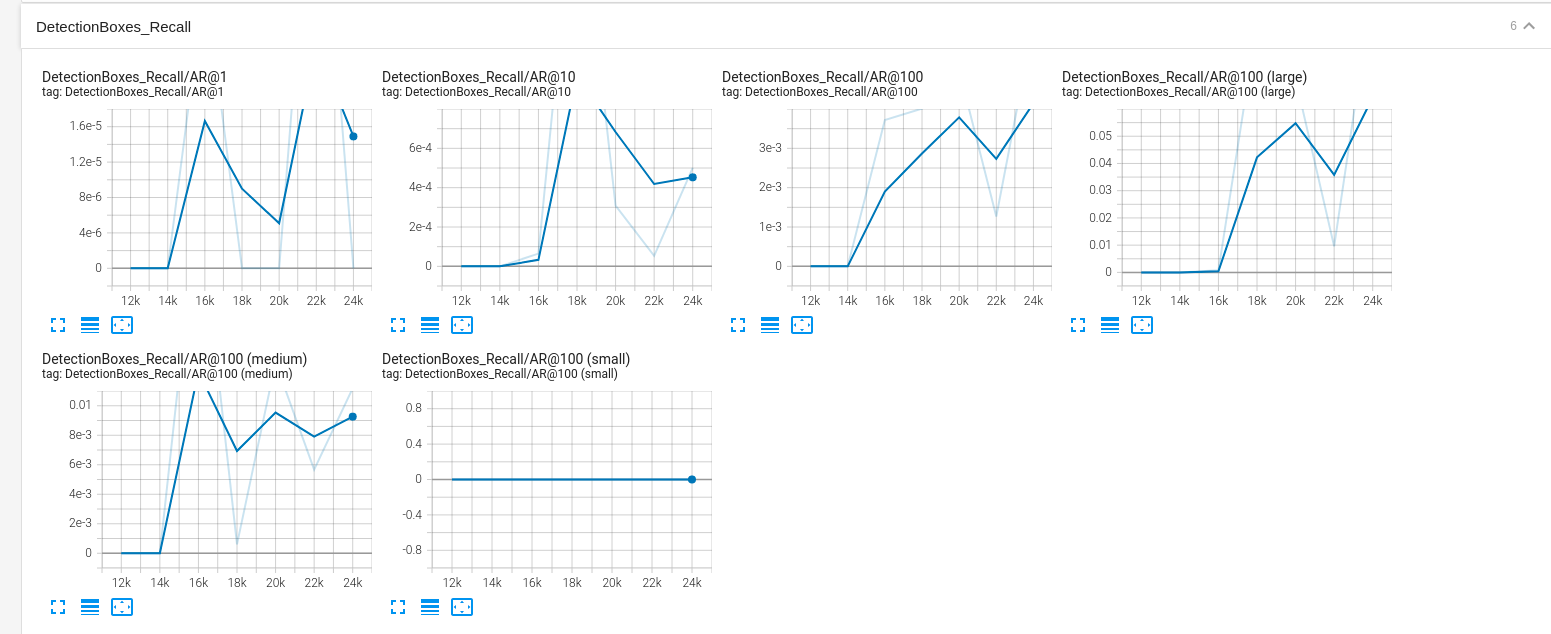 DetectionBoxes_Recall
6
DetectionBoxes_Recall/AR@1
tag: DetectionBoxes_Recall/AR@1
1.6e-5
1.2e-5
8e-6
4e-6
0
12k 14k 16k 18k 20k 22k 24k
DetectionBoxes_Recall/AR@10
tag: DetectionBoxes_Recall/AR@10
6e-4
4e-4
2e-4
0
12k 14k 16k 18k 20k 22k 24k
DetectionBoxes_Recall/AR@100
tag: DetectionBoxes_Recall/AR@100
3e-3
2e-3
1e-3
0
12k 14k 16k 18k 20k 22k 24k
DetectionBoxes_Recall/AR@100 (large)
tag: DetectionBoxes_Recall/AR@100 (large)
0.05
0.04
0.03
0.02
0.01
0
12k 14k 16k 18k 20k 22k 24k
DetectionBoxes_Recall/AR@100 (medium)
tag: DetectionBoxes_Recall/AR@100 (medium)
0.01
8e-3
6e-3
4e-3
2e-3
0
12k 14k 16k 18k 20k 22k 24k
DetectionBoxes_Recall/AR@100 (small)
tag: DetectionBoxes_Recall/AR@100 (small)
0.8
0.4
0
-0.4
-0.8
12k 14k 16k 18k 20k 22k 24k